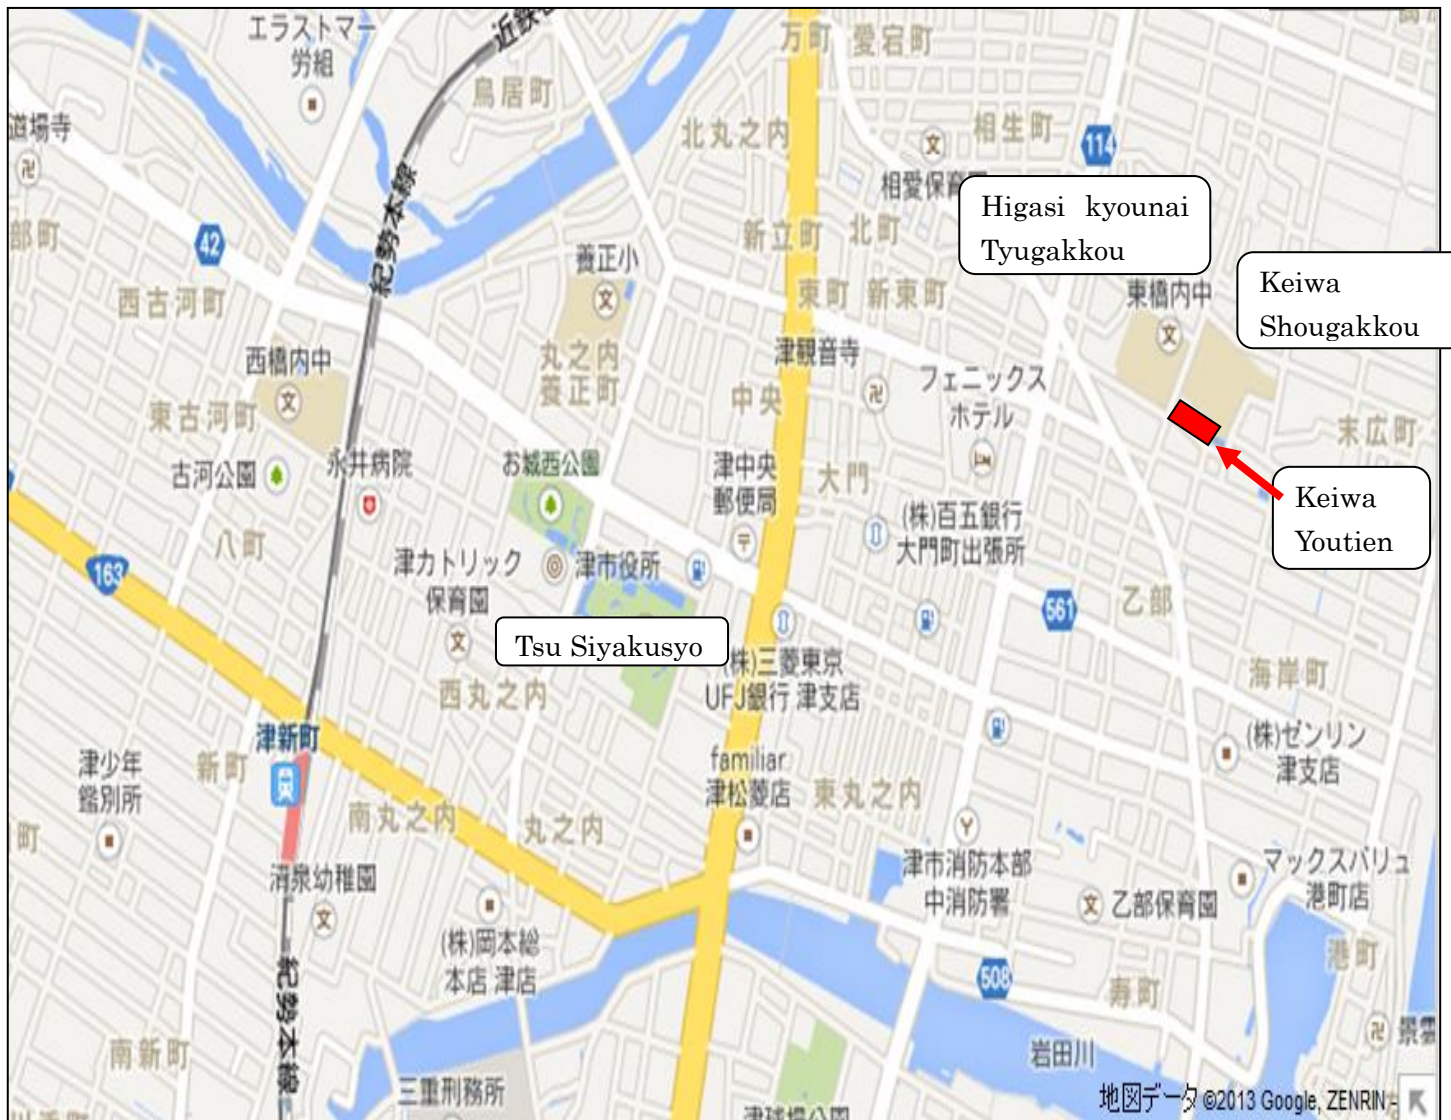 エラストマー
労組
近鉄
鳥居町
万町
愛宕町
道場寺
北丸之内
相生町
114
相愛保育園
Higasi kyounai
Tyugakkou
部町
42
紀勢本線
養正小
新立町
北町
東橋内中
Keiwa
Shougakkou
西古河町
東町
新東町
西橋内中
丸之内
養正町
津観音寺
フェニックス
ホテル
中央
東古河町
末広町
古河公園
永井病院
お城西公園
津中央
郵便局
大門
(株)百五銀行
大門町出張所
Keiwa
Youtien
八町
163
津カトリック
保育園
津市役所
561
乙部
Tsu Siyakusyo
(株)三菱東京
UFJ銀行 津支店
海岸町
西丸之内
津新町
新町
津少年
鑑別所
familiar
津松菱店
東丸之内
(株)ゼンリン
津支店
町
南丸之内
丸之内
津市消防本部
中消防署
マックスバリュ
港町店
乙部保育園
幼稚園
(株)岡本総
本店 津店
508
寿町
港町
紀勢本線
南新町
岩田川
三重刑務所
津球場公園
地図データ ©2013 Google, ZENRIN -